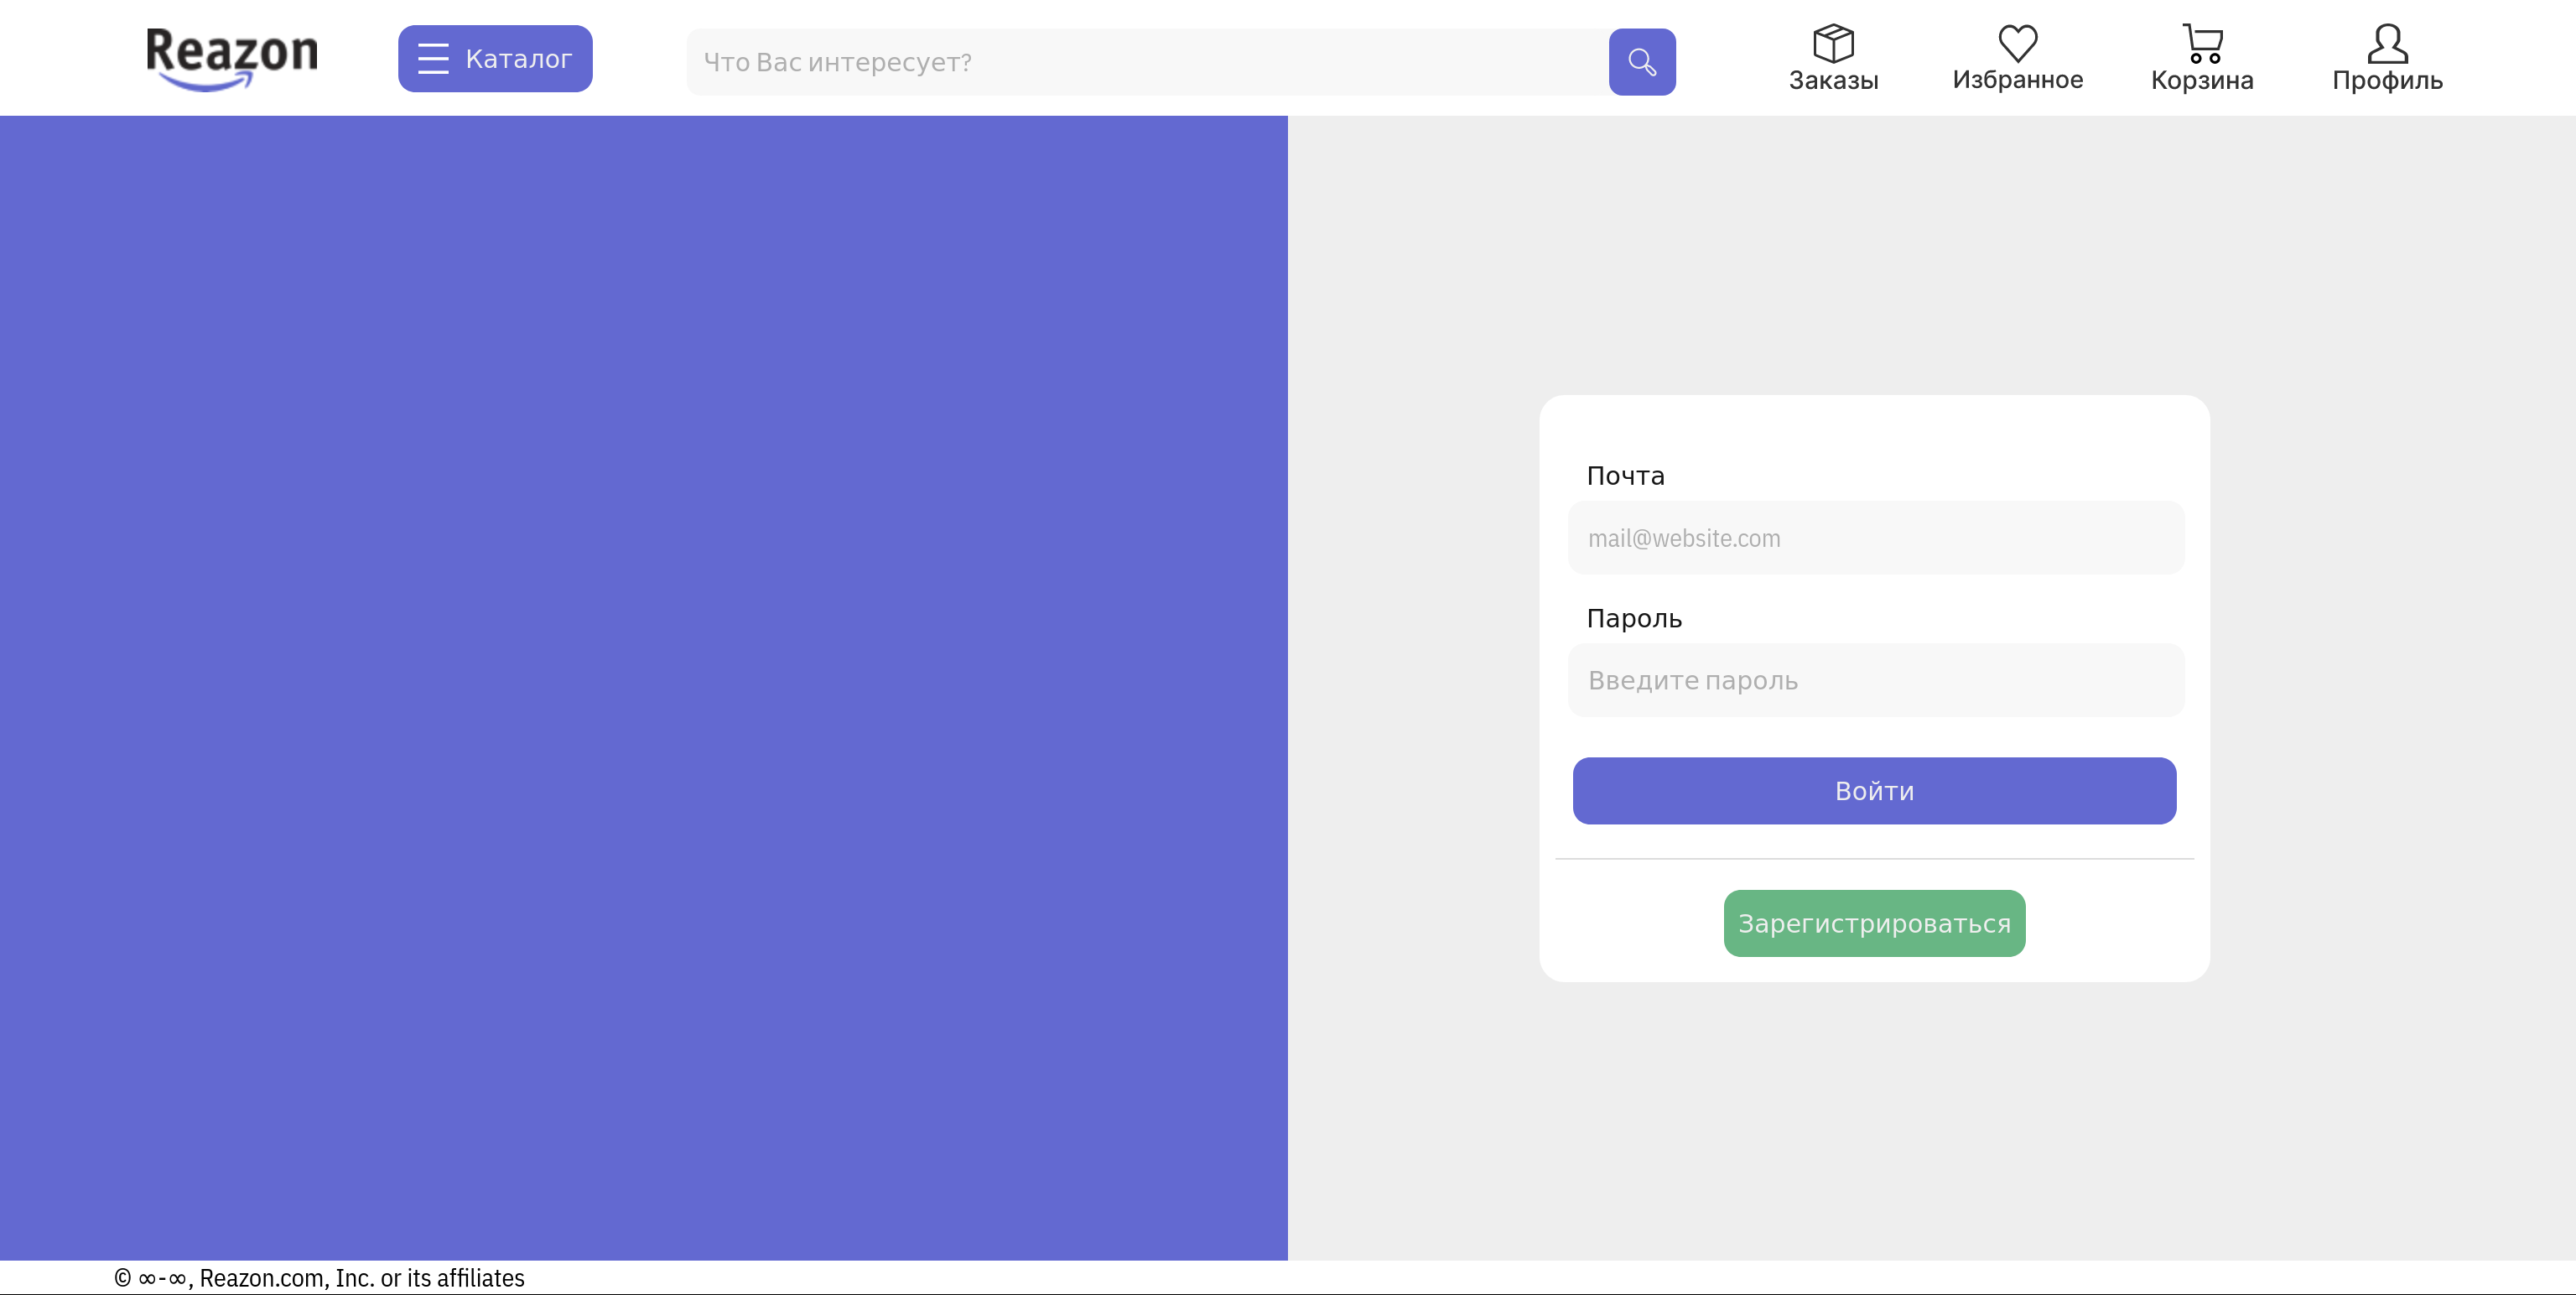 Reazon
Каталог
Что Вас интересует?
Заказы
Избранное
Корзина
Профиль
Почта
mail@website.com
Пароль
Введите пароль
Войти
Зарегистрироваться
© ∞-∞, Reazon.com, Inc. or its affiliates